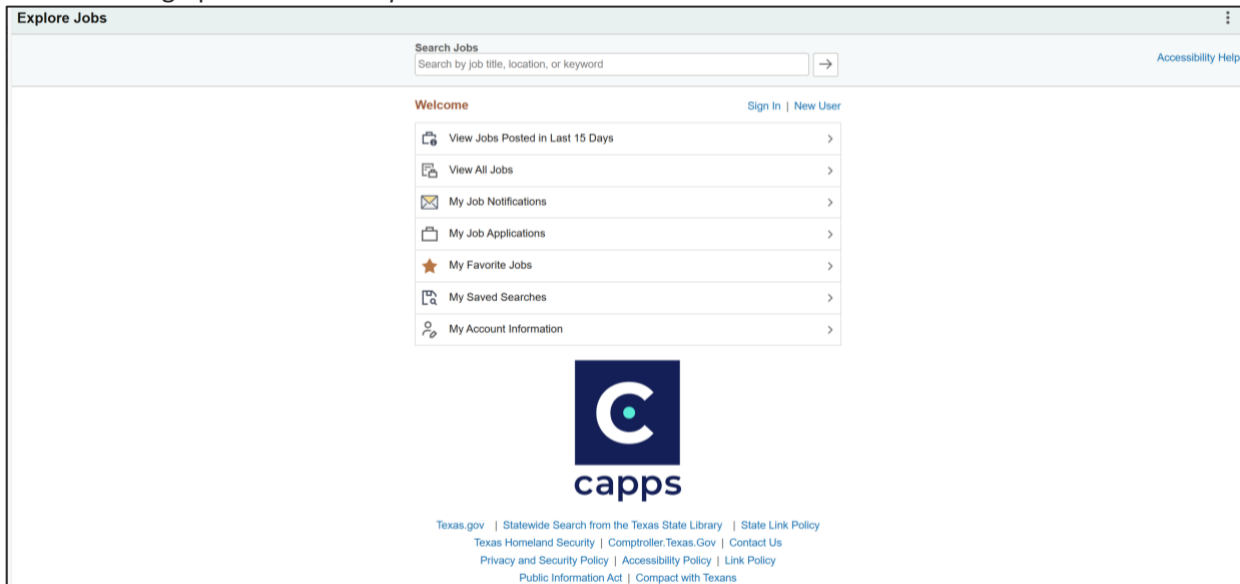 Explore Jobs
Search Jobs
Search by job title, location, or keyword
Accessibility Help
Welcome
Sign In | New User
View Jobs Posted in Last 15 Days
View All Jobs
My Job Notifications
My Job Applications
My Favorite Jobs
My Saved Searches
My Account Information
capps
Texas.gov | Statewide Search from the Texas State Library | State Link Policy
Texas Homeland Security | Comptroller.Texas.Gov | Contact Us
Privacy and Security Policy | Accessibility Policy | Link Policy
Public Information Act | Compact with Texans